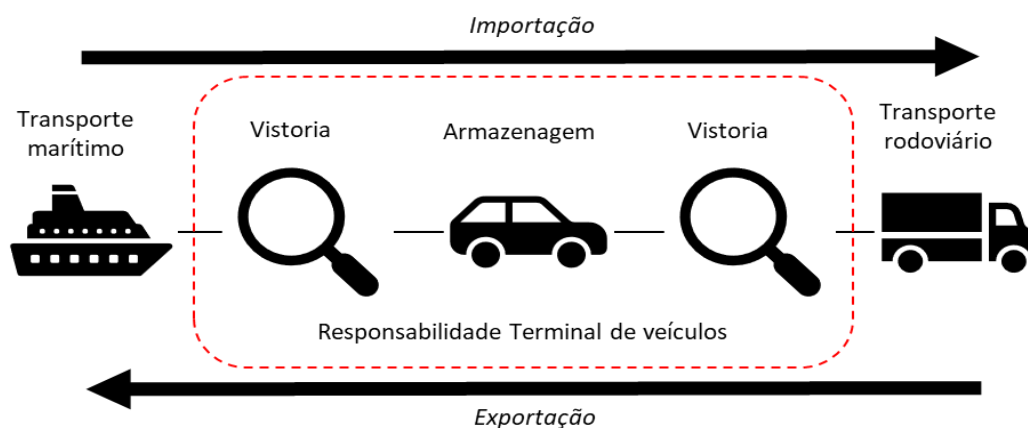 Importação
Transporte
marítimo
Vistoria
Armazenagem
Vistoria
Transporte
rodoviário
Responsabilidade Terminal de veículos
Exportação